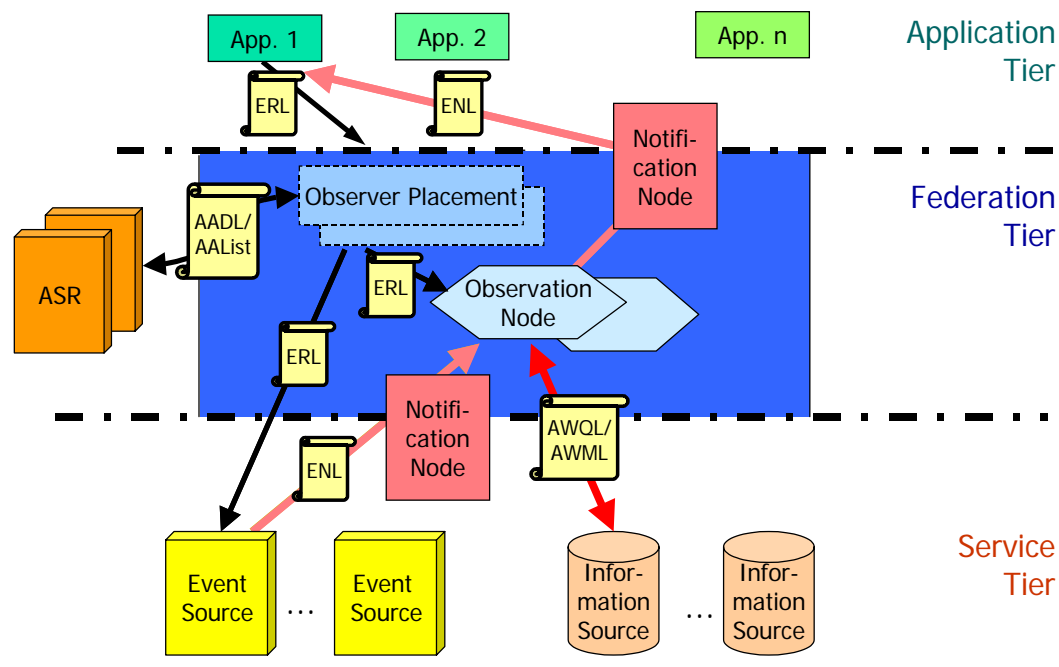 App. 1
App. 2
App. n
Application
Tier
ERL
ENL
Notifi-
cation
Node
Federation
Tier
AADL/
AAList
Observer Placement
ASR
ERL
Observation
Node
ERL
Notifi-
cation
Node
AWQL/
AWML
ENL
Service
Tier
Event
Source
...
Event
Source
Infor-
mation
Source
...
Infor-
mation
Source